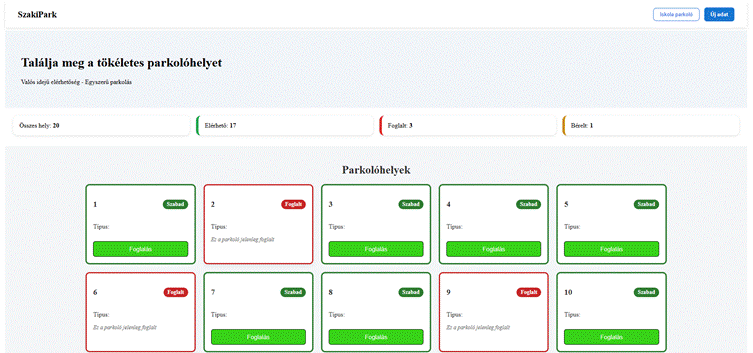 SzakiPark
Iskola parkoló Új adat
Találja meg a tökéletes parkolóhelyet
Valós idejű elérhetőség - Egyszerű parkolás
Összes hely: 20 Elérhető: 17 Foglalt: 3 Bérelt: 1
Parkolóhelyek
1 Szabad 2 Foglalt 3 Szabad 4 Szabad 5 Szabad
Típus: Típus: Típus: Típus: Típus:
Foglalás Ez a parkoló jelenleg foglalt Foglalás Foglalás Foglalás
6 Foglalt 7 Szabad 8 Szabad 9 Foglalt 10 Szabad
Típus: Típus: Típus: Típus: Típus:
Ez a parkoló jelenleg foglalt Foglalás Foglalás Ez a parkoló jelenleg foglalt Foglalás